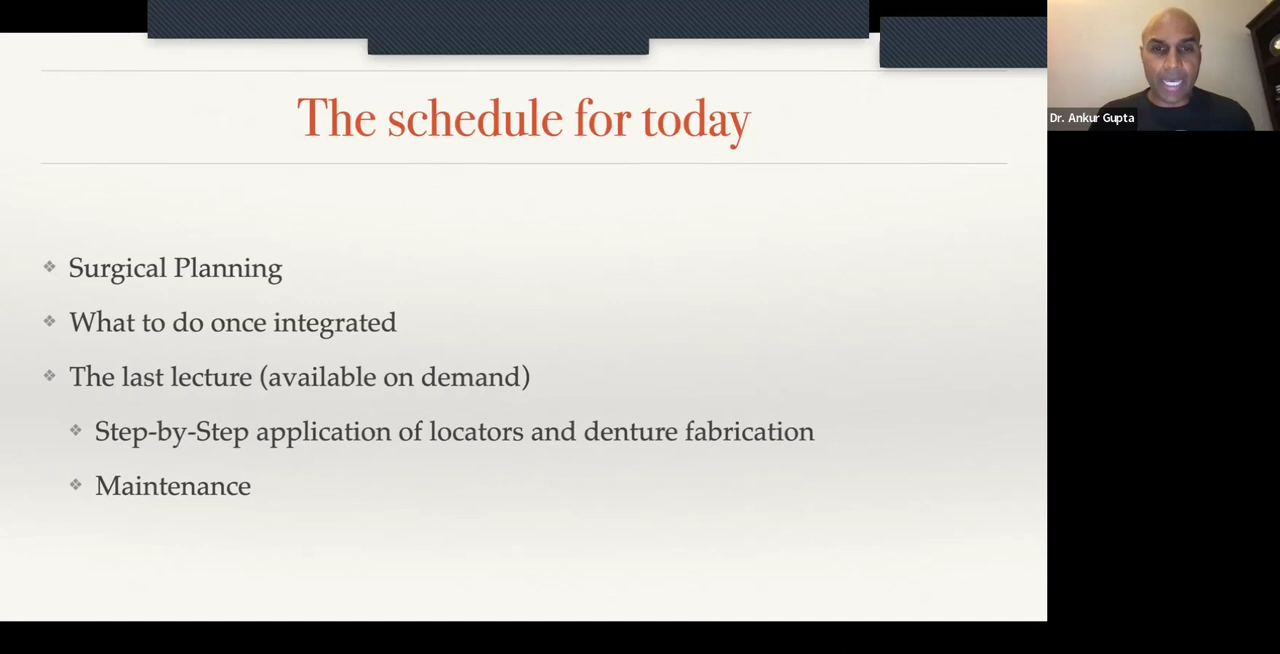 The schedule for today
Dr. Ankur Gupta
Surgical Planning
What to do once integrated
The last lecture (available on demand)
Step-by-Step application of locators and denture fabrication
Maintenance